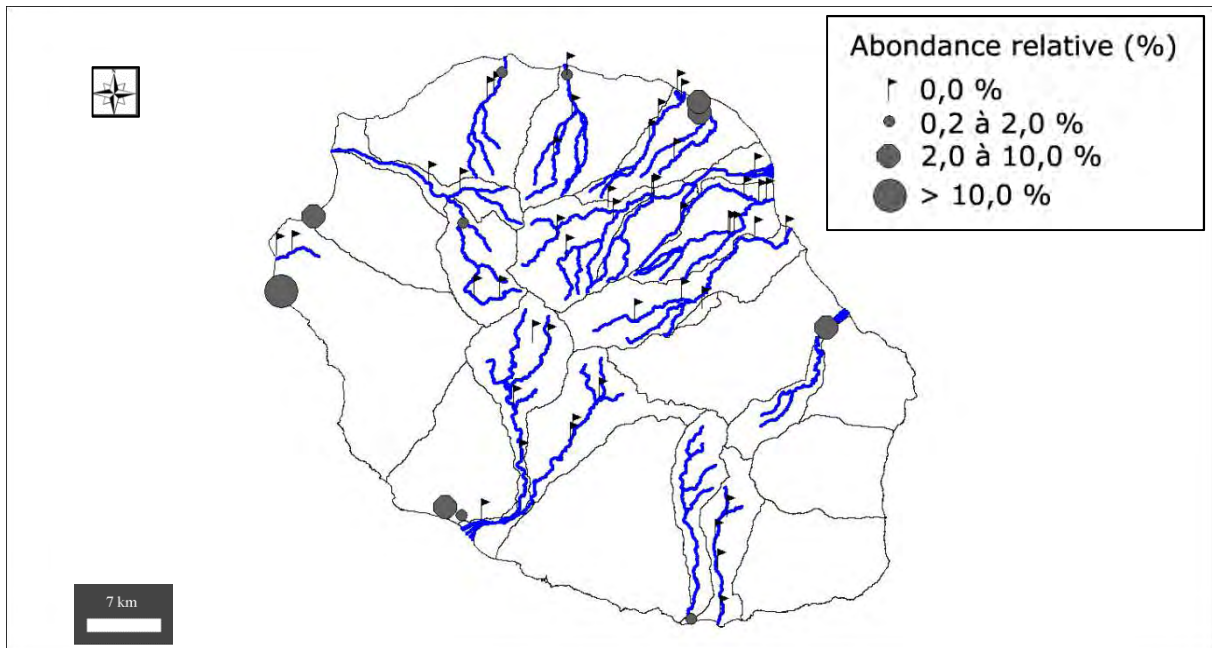 Abondance relative (%)
0,0 %
0,2 à 2,0 %
2,0 à 10,0 %
> 10,0 %
7 km